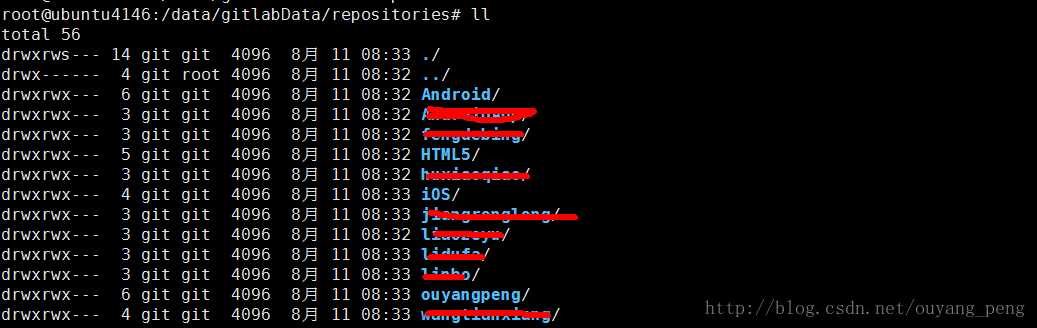 root@ubuntu4146:/data/gitlabData/repositories# ll
total 56
drwxrws--- 14 git git 4096 8月 11 08:33 ./
drwx------ 4 git root 4096 8月 11 08:32 ../
drwxrwx--- 6 git git 4096 8月 11 08:32 Android/
drwxrwx--- 3 git git 4096 8月 11 08:32 /
drwxrwx--- 3 git git 4096 8月 11 08:32 /
drwxrwx--- 5 git git 4096 8月 11 08:32 HTML5/
drwxrwx--- 3 git git 4096 8月 11 08:32 /
drwxrwx--- 4 git git 4096 8月 11 08:33 iOS/
drwxrwx--- 3 git git 4096 8月 11 08:33 /
drwxrwx--- 3 git git 4096 8月 11 08:32 /
drwxrwx--- 3 git git 4096 8月 11 08:33 /
drwxrwx--- 3 git git 4096 8月 11 08:33 /
drwxrwx--- 6 git git 4096 8月 11 08:33 ouyangpeng/
drwxrwx--- 4 git git 4096 8月 11 08:33 /
http://blog.csdn.net/ouyang_peng